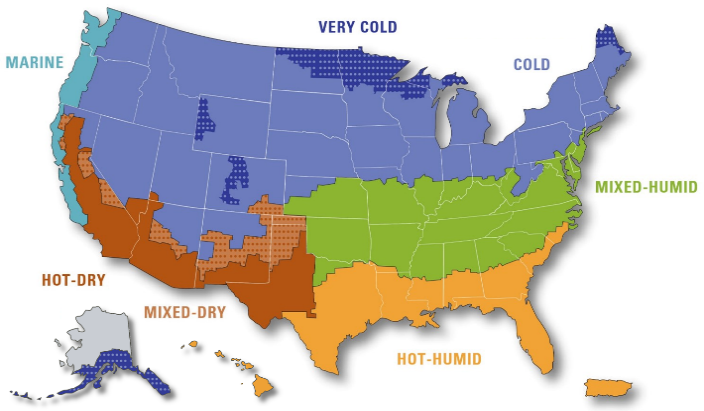 VERY COLD
MARINE
COLD
MIXED-HUMID
HOT-DRY
MIXED-DRY
HOT-HUMID